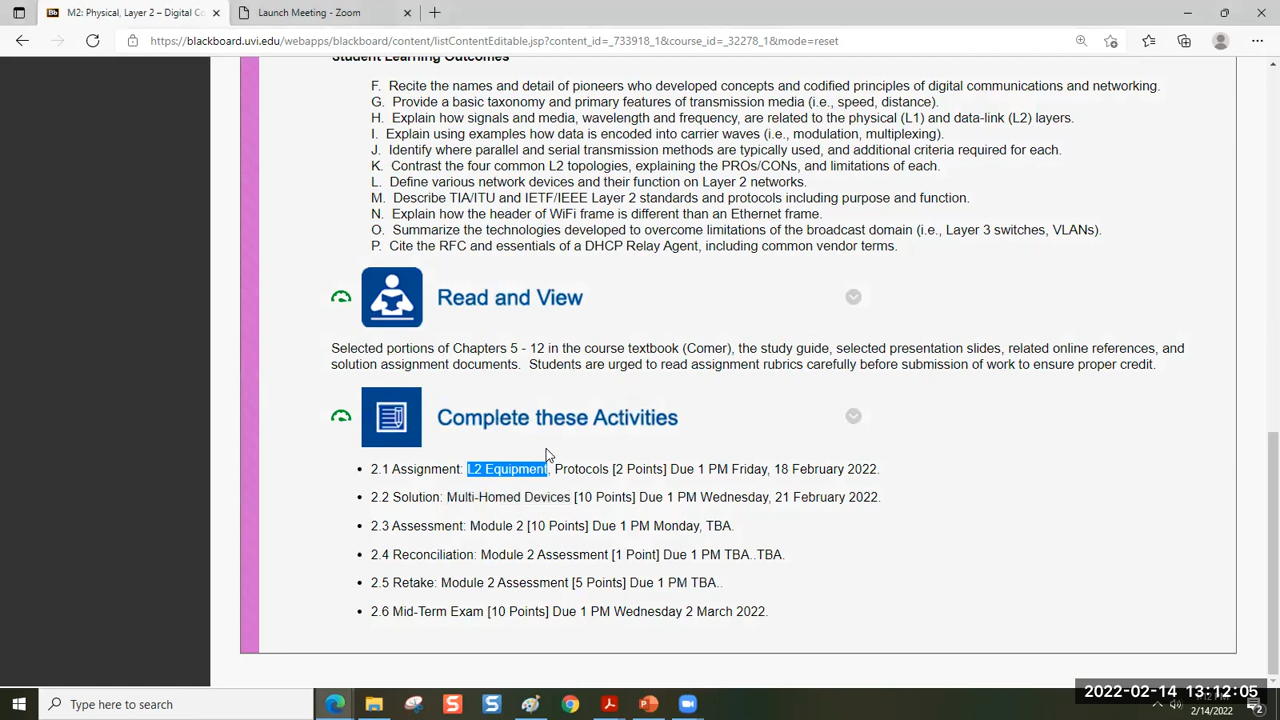 M2: Physical, Layer 2 – Digital Co
Launch Meeting - Zoom
https://blackboard.uvi.edu/webapps/blackboard/content/listContentEditable.jsp?content_id=_733918_1&course_id=_32278_1&mode=reset
Student Learning Outcomes
F. Recite the names and detail of pioneers who developed concepts and codified principles of digital communications and networking.
G. Provide a basic taxonomy and primary features of transmission media (i.e., speed, distance).
H. Explain how signals and media, wavelength and frequency, are related to the physical (L1) and data-link (L2) layers.
I. Explain using examples how data is encoded into carrier waves (i.e., modulation, multiplexing).
J. Identify where parallel and serial transmission methods are typically used, and additional criteria required for each.
K. Contrast the four common L2 topologies, explaining the PROs/CONs, and limitations of each.
L. Define various network devices and their function on Layer 2 networks.
M. Describe TIA/ITU and IETF/IEEE Layer 2 standards and protocols including purpose and function.
N. Explain how the header of WiFi frame is different than an Ethernet frame.
O. Summarize the technologies developed to overcome limitations of the broadcast domain (i.e., Layer 3 switches, VLANs).
P. Cite the RFC and essentials of a DHCP Relay Agent, including common vendor terms.
Read and View
Selected portions of Chapters 5 - 12 in the course textbook (Comer), the study guide, selected presentation slides, related online references, and
solution assignment documents. Students are urged to read assignment rubrics carefully before submission of work to ensure proper credit.
Complete these Activities
• 2.1 Assignment: L2 Equipment, Protocols [2 Points] Due 1 PM Friday, 18 February 2022.
• 2.2 Solution: Multi-Homed Devices [10 Points] Due 1 PM Wednesday, 21 February 2022.
• 2.3 Assessment: Module 2 [10 Points] Due 1 PM Monday, TBA.
• 2.4 Reconciliation: Module 2 Assessment [1 Point] Due 1 PM TBA..TBA.
• 2.5 Retake: Module 2 Assessment [5 Points] Due 1 PM TBA..
• 2.6 Mid-Term Exam [10 Points] Due 1 PM Wednesday 2 March 2022.
2022-02-14 13:12:05
Type here to search
2/14/2022